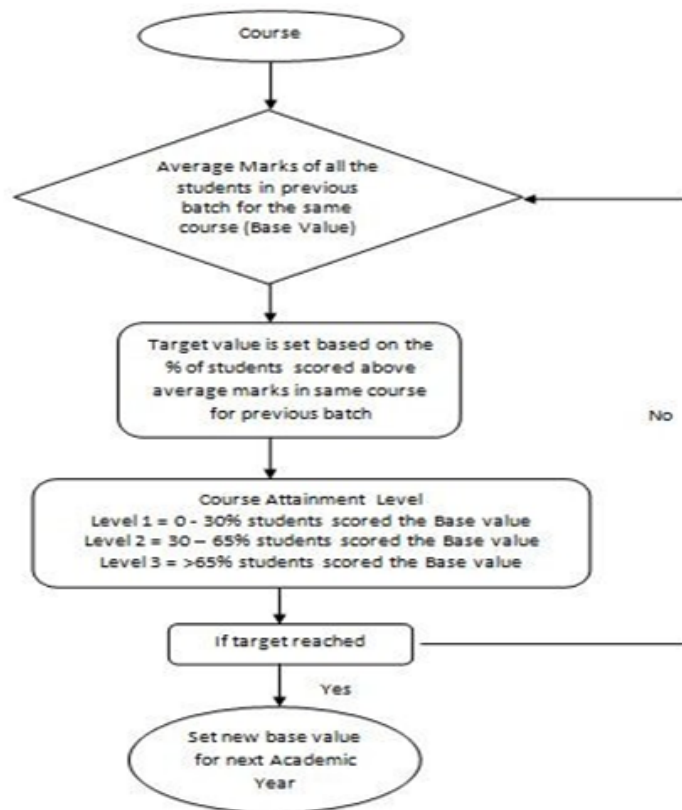 Course
Average Marks of all the
students in previous
batch for the same
course (Base Value)
Target value is set based on the
% of students scored above
average marks in same course
for previous batch
No
Course Attainment Level
Level 1 = 0 - 30% students scored the Base value
Level 2 = 30 – 65% students scored the Base value
Level 3 = >65% students scored the Base value
If target reached
Yes
Set new base value
for next Academic
Year